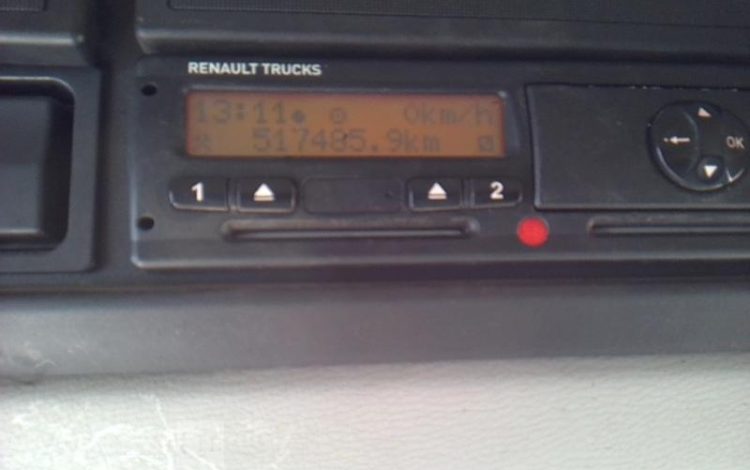 RENAULT TRUCKS
13:11 0km/h
517485.9km
1 2
OK